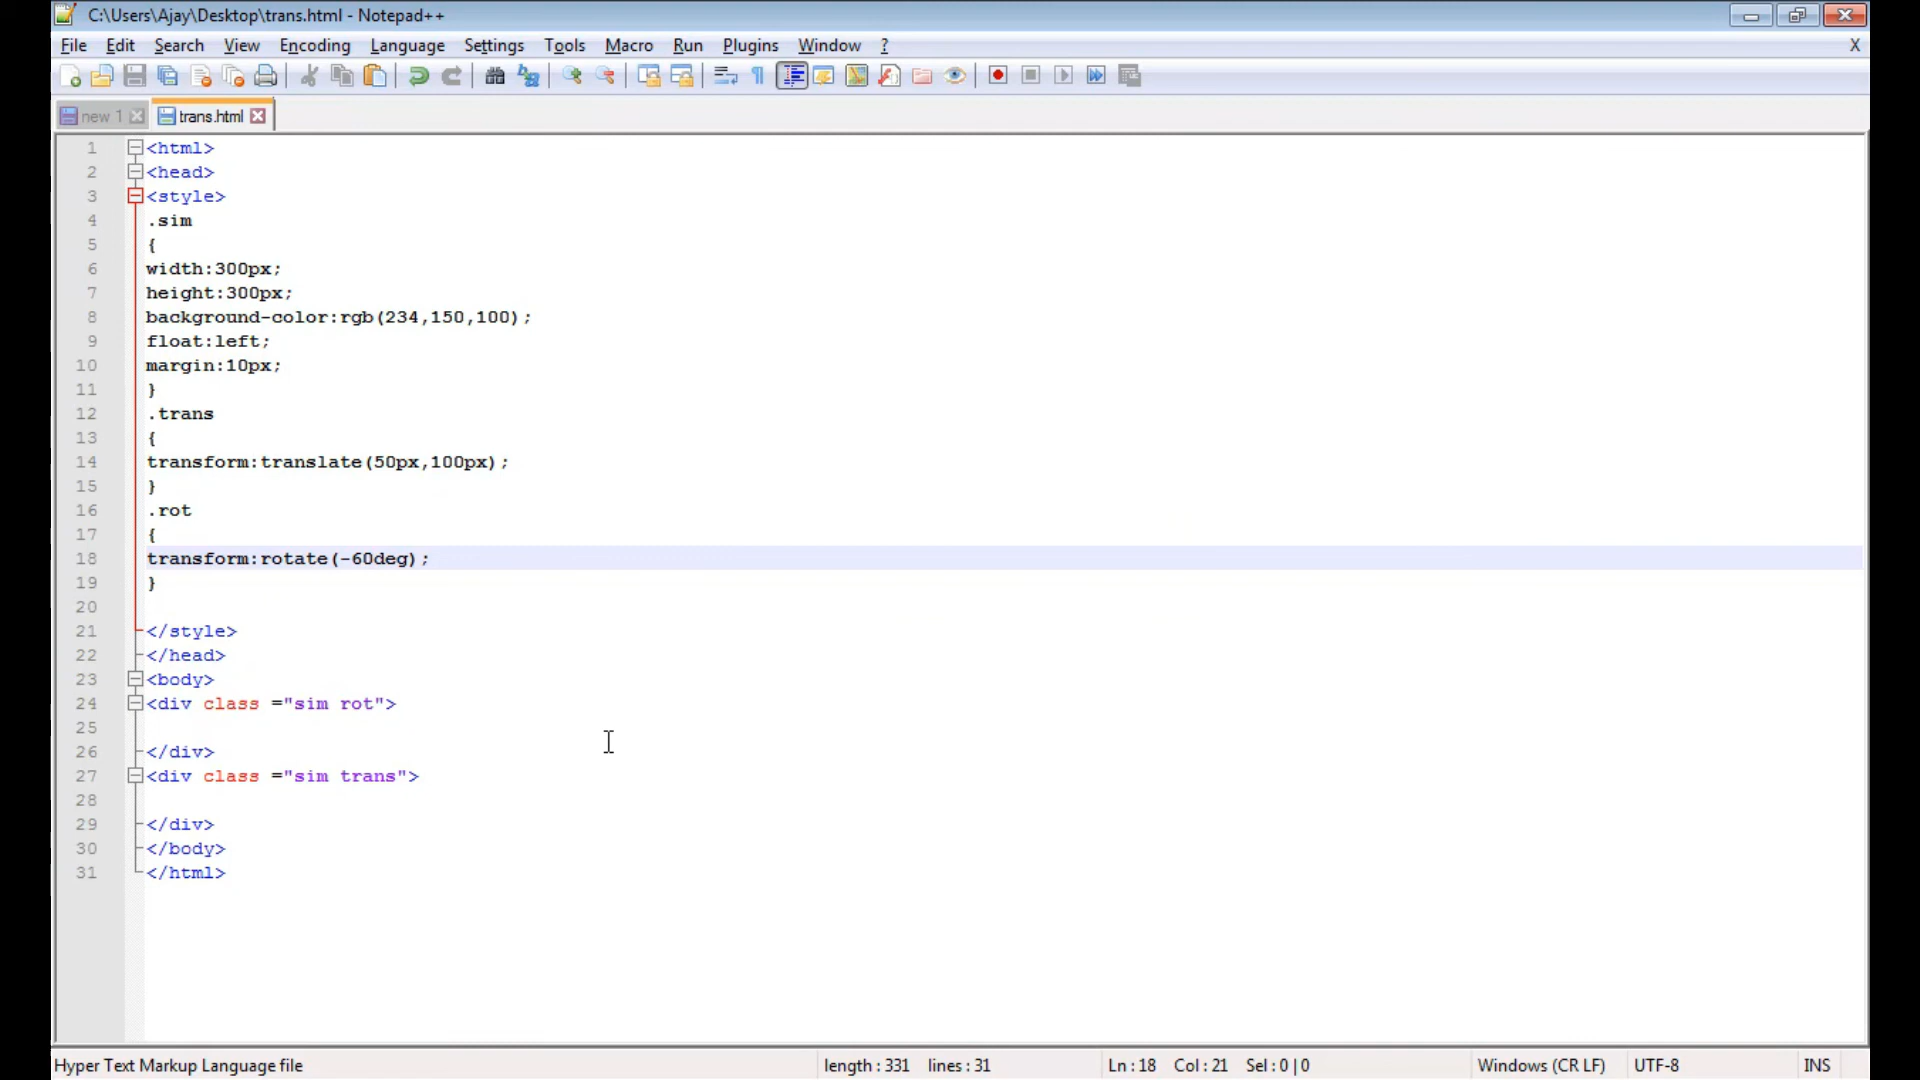 C:\Users\Ajay\Desktop\trans.html - Notepad++
File Edit Search View Encoding Language Settings Tools Macro Run Plugins Window ? X
new 1 trans.html
1 <html>
2 <head>
3 <style>
4 .sim
5 {
6 width:300px;
7 height:300px;
8 background-color:rgb(234,150,100);
9 float:left;
10 margin:10px;
11 }
12 .trans
13 {
14 transform:translate(50px,100px);
15 }
16 .rot
17 {
18 transform:rotate(-60deg);
19 }
20
21 </style>
22 </head>
23 <body>
24 <div class ="sim rot">
25
26 </div>
27 <div class ="sim trans">
28
29 </div>
30 </body>
31 </html>
Hyper Text Markup Language file length : 331 lines : 31 Ln : 18 Col : 21 Sel : 0 | 0 Windows (CR LF) UTF-8 INS